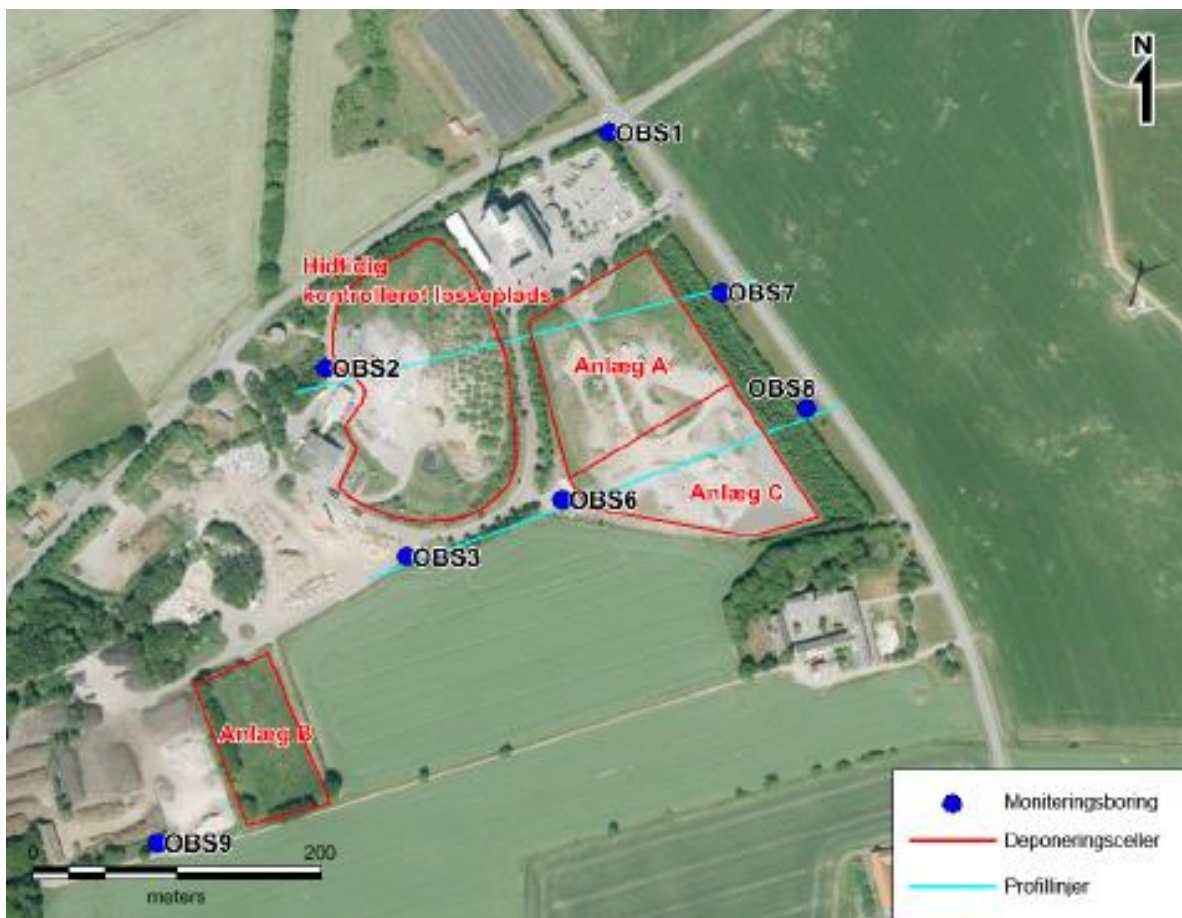 N
OBS1
Hidtidig
kontrolleret losseplads
OBS7
OBS2
Anlæg A
OBS8
Anlæg C
OBS6
OBS3
Anlæg B
OBS9
0 200
meters
Moniteringsboring
Deponeringsceller
Profillinjer